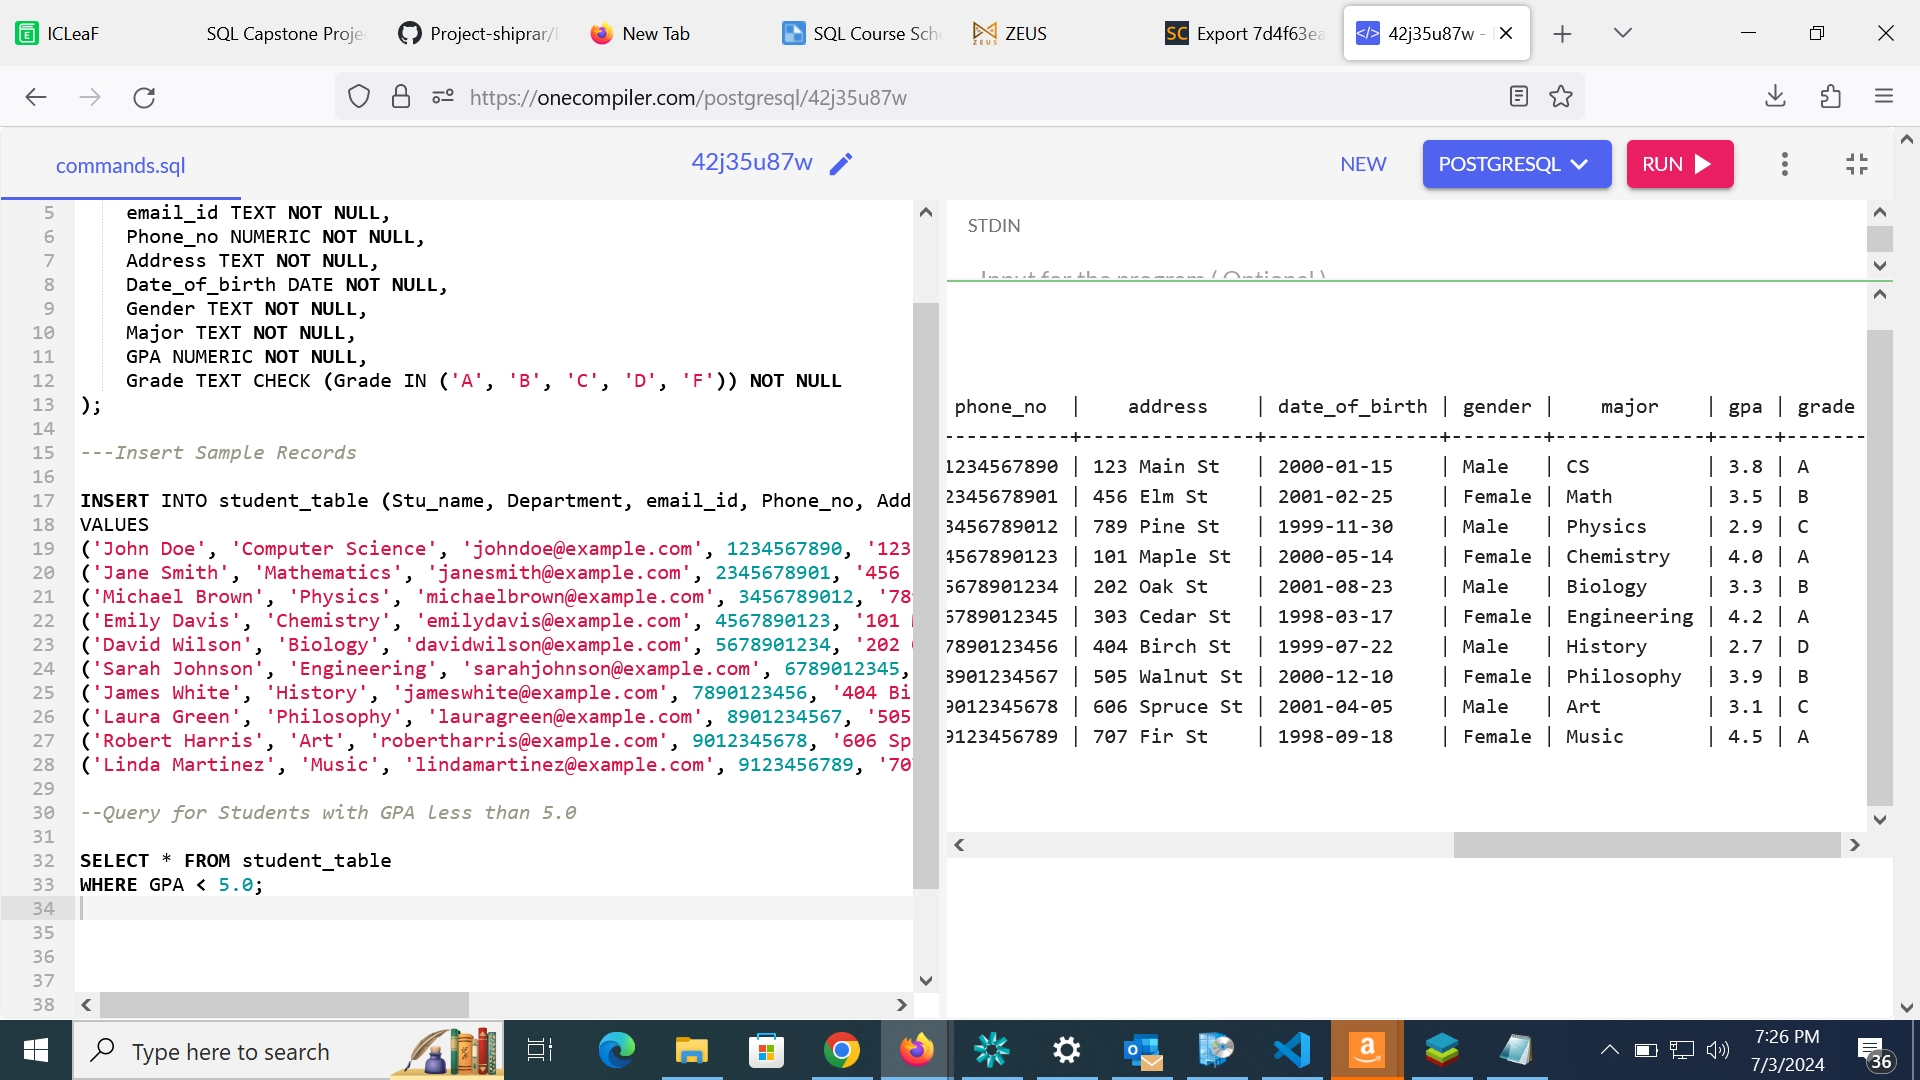 ICLeaF
SQL Capstone Proje
Project-shiprar/
New Tab
SQL Course Sch
ZEUS
SC Export 7d4f63ea
42j35u87w -
https://onecompiler.com/postgresql/42j35u87w
commands.sql
42j35u87w
NEW
POSTGRESQL
RUN
5 email_id TEXT NOT NULL,
6 Phone_no NUMERIC NOT NULL,
7 Address TEXT NOT NULL,
8 Date_of_birth DATE NOT NULL,
9 Gender TEXT NOT NULL,
10 Major TEXT NOT NULL,
11 GPA NUMERIC NOT NULL,
12 Grade TEXT CHECK (Grade IN ('A', 'B', 'C', 'D', 'F')) NOT NULL
13 );
14
15 ---Insert Sample Records
16
17 INSERT INTO student_table (Stu_name, Department, email_id, Phone_no, Add
18 VALUES
19 ('John Doe', 'Computer Science', 'johndoe@example.com', 1234567890, '123
20 ('Jane Smith', 'Mathematics', 'janesmith@example.com', 2345678901, '456
21 ('Michael Brown', 'Physics', 'michaelbrown@example.com', 3456789012, '78
22 ('Emily Davis', 'Chemistry', 'emilydavis@example.com', 4567890123, '101
23 ('David Wilson', 'Biology', 'davidwilson@example.com', 5678901234, '202
24 ('Sarah Johnson', 'Engineering', 'sarahjohnson@example.com', 6789012345,
25 ('James White', 'History', 'jameswhite@example.com', 7890123456, '404 Bi
26 ('Laura Green', 'Philosophy', 'lauragreen@example.com', 8901234567, '505
27 ('Robert Harris', 'Art', 'robertharris@example.com', 9012345678, '606 Sp
28 ('Linda Martinez', 'Music', 'lindamartinez@example.com', 9123456789, '70
29
30 --Query for Students with GPA less than 5.0
31
32 SELECT * FROM student_table
33 WHERE GPA < 5.0;
34
35
36
37
38
STDIN
Input for the program ( Optional )
phone_no | address | date_of_birth | gender | major | gpa | grade
-----------+---------------+---------------+--------+-------------+-----+-------
1234567890 | 123 Main St | 2000-01-15 | Male | CS | 3.8 | A
2345678901 | 456 Elm St | 2001-02-25 | Female | Math | 3.5 | B
3456789012 | 789 Pine St | 1999-11-30 | Male | Physics | 2.9 | C
4567890123 | 101 Maple St | 2000-05-14 | Female | Chemistry | 4.0 | A
5678901234 | 202 Oak St | 2001-08-23 | Male | Biology | 3.3 | B
6789012345 | 303 Cedar St | 1998-03-17 | Female | Engineering | 4.2 | A
7890123456 | 404 Birch St | 1999-07-22 | Male | History | 2.7 | D
8901234567 | 505 Walnut St | 2000-12-10 | Female | Philosophy | 3.9 | B
9012345678 | 606 Spruce St | 2001-04-05 | Male | Art | 3.1 | C
9123456789 | 707 Fir St | 1998-09-18 | Female | Music | 4.5 | A
Type here to search
7:26 PM
7/3/2024
36